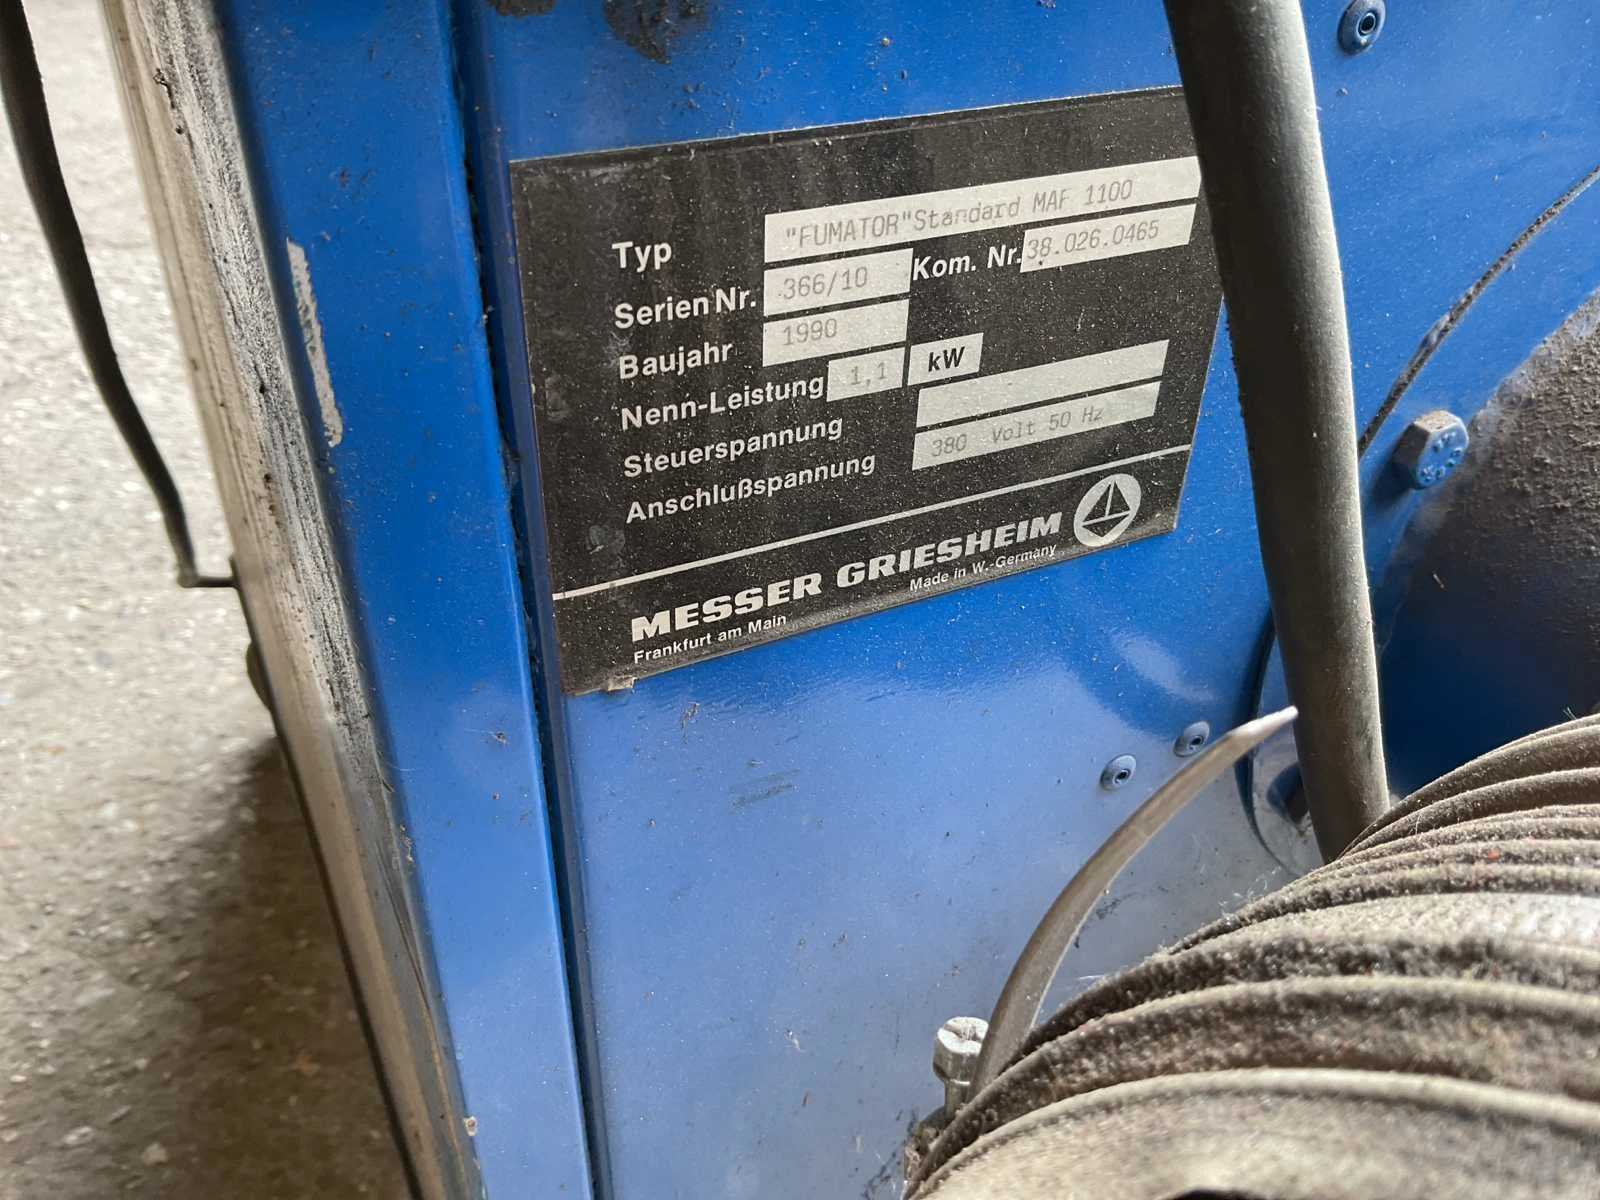 Typ "FUMATOR"Standard MAF 1100
Serien Nr. 366/10 Kom. Nr. 38.026.0465
Baujahr 1990
Nenn-Leistung 1,1 kW
Steuerspannung
Anschlußspannung 380 Volt 50 Hz
MESSER GRIESHEIM
Frankfurt am Main Made in W.-Germany